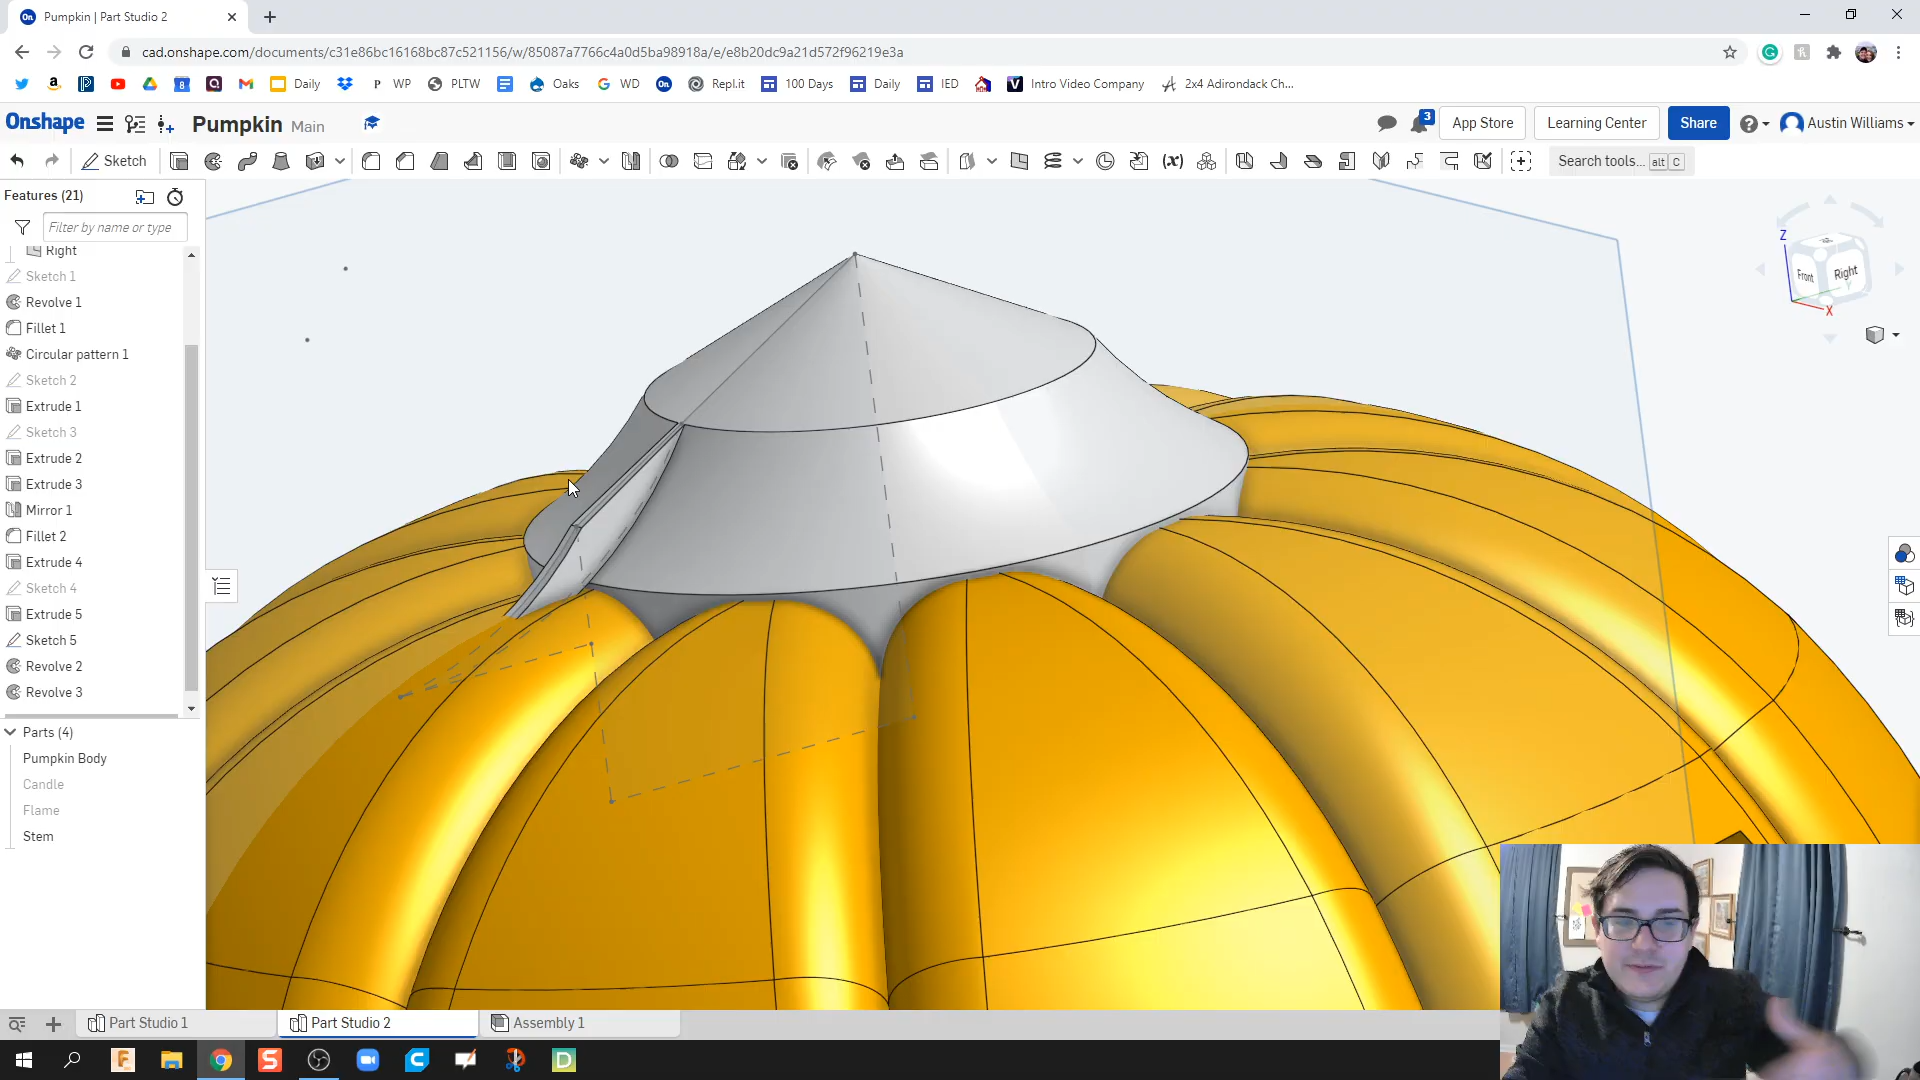 Pumpkin | Part Studio 2
cad.onshape.com/documents/c31e86bc16168bc87c521156/w/85087a7766c4a0d5ba98918a/e/e8b20dc9a21d572f96219e3a
Daily
WP
PLTW
Oaks
WD
Repl.it
100 Days
Daily
IED
Intro Video Company
2x4 Adirondack Ch...
Onshape
Pumpkin Main
3
App Store
Learning Center
Share
Austin Williams
Sketch
Search tools... alt C
Features (21)
Filter by name or type
Right
Sketch 1
Revolve 1
Fillet 1
Circular pattern 1
Sketch 2
Extrude 1
Sketch 3
Extrude 2
Extrude 3
Mirror 1
Fillet 2
Extrude 4
Sketch 4
Extrude 5
Sketch 5
Revolve 2
Revolve 3
Parts (4)
Pumpkin Body
Candle
Flame
Stem
Z
Front
Right
X
Part Studio 1
Part Studio 2
Assembly 1